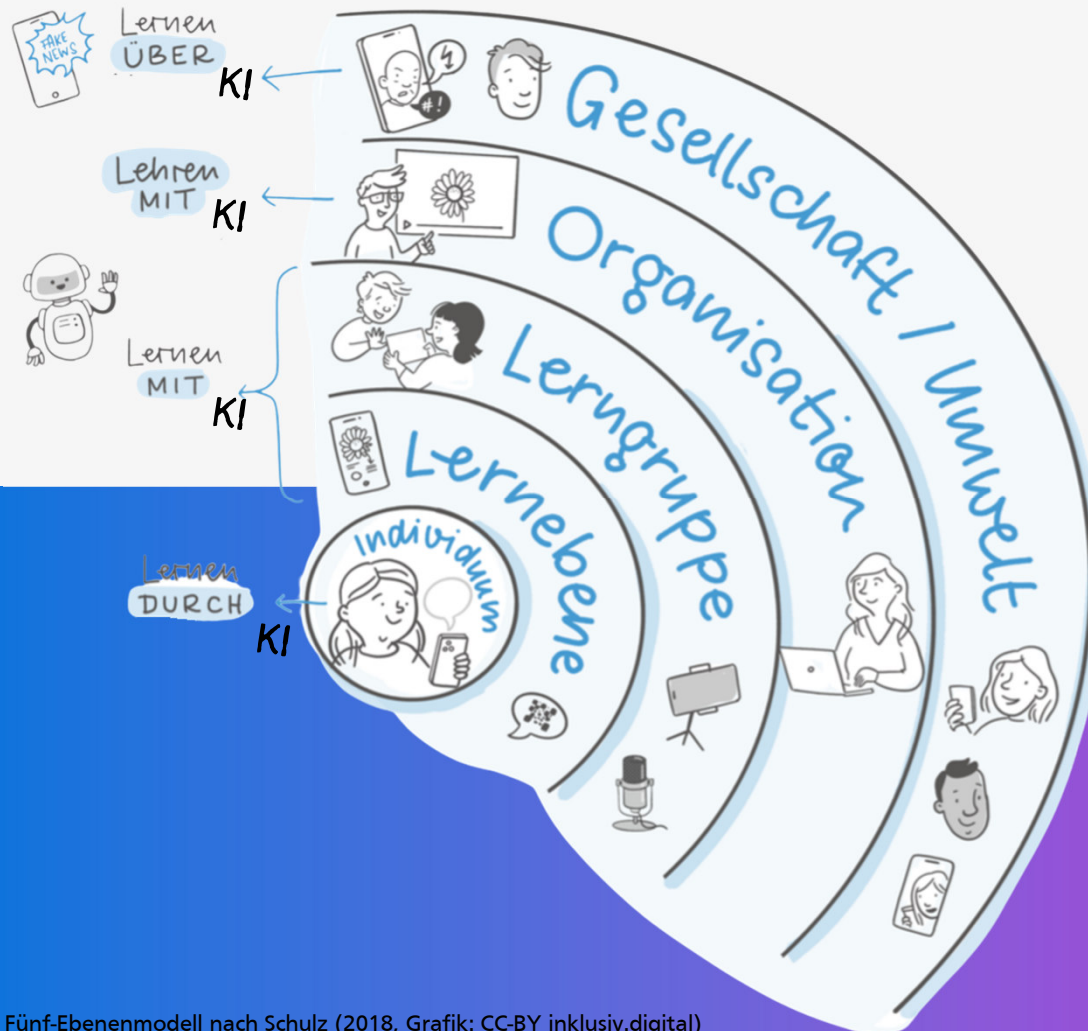 FAKE
NEWS
Lernen
ÜBER
KI
Lehren
MIT
KI
Lernen
MIT
KI
Lernen
DURCH
KI
#!
Gesellschaft / Umwelt
Organisation
Lerngruppe
Lernebene
Individuum
Fünf-Ebenenmodell nach Schulz (2018, Grafik: CC-BY inklusiv.digital)